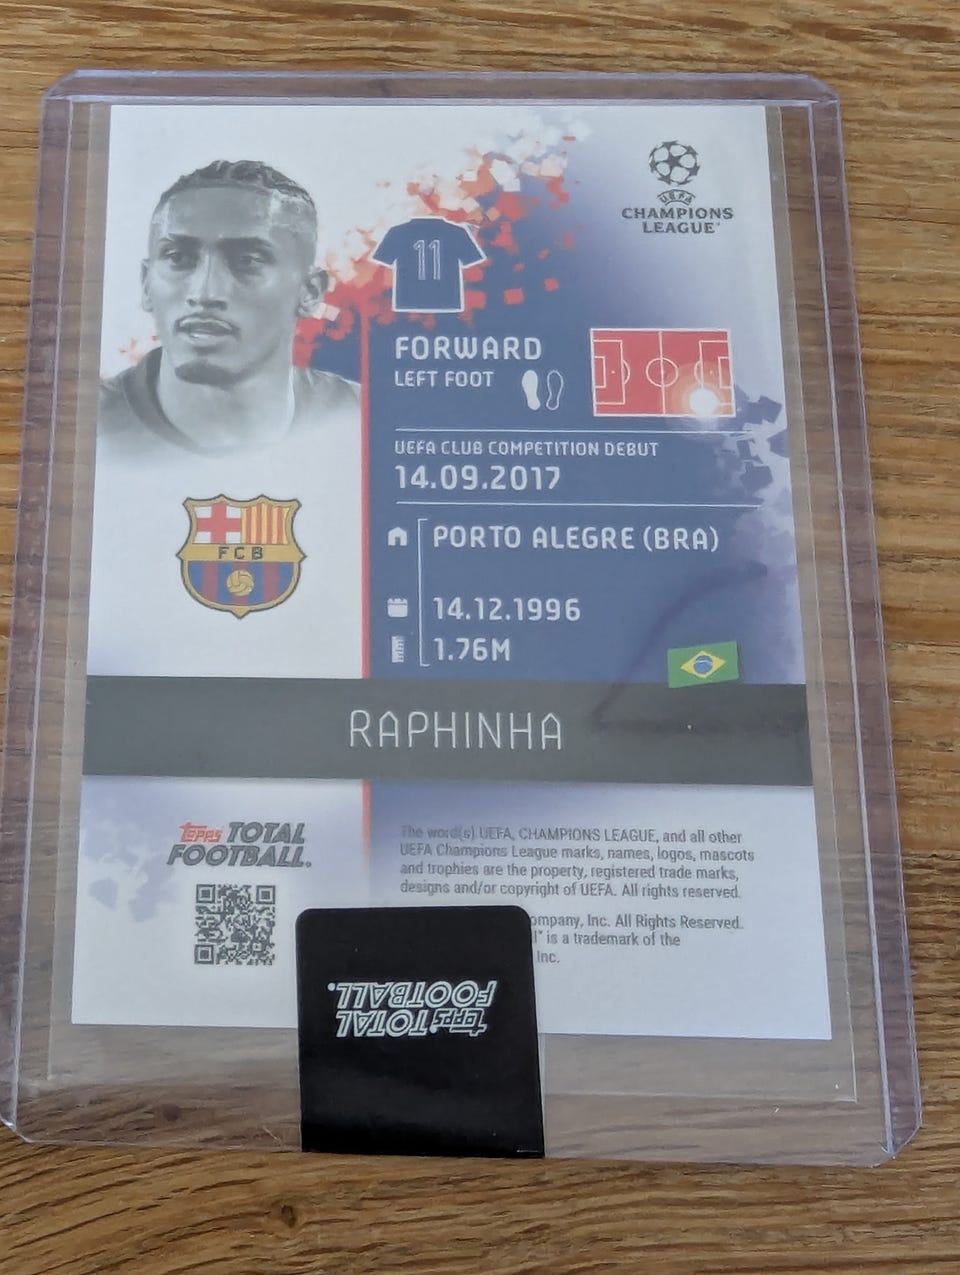 UEFA
CHAMPIONS
LEAGUE™
11
FORWARD
LEFT FOOT
UEFA CLUB COMPETITION DEBUT
14.09.2017
FCB
PORTO ALEGRE (BRA)
14.12.1996
1.76M
RAPHINHA
topps TOTAL
FOOTBALL.
The word(s) UEFA, CHAMPIONS LEAGUE, and all other
UEFA Champions League marks, names, logos, mascots
and trophies are the property, registered trade marks,
designs and/or copyright of UEFA. All rights reserved.
ompany, Inc. All Rights Reserved.
is a trademark of the
Inc.
topps TOTAL
FOOTBALL.